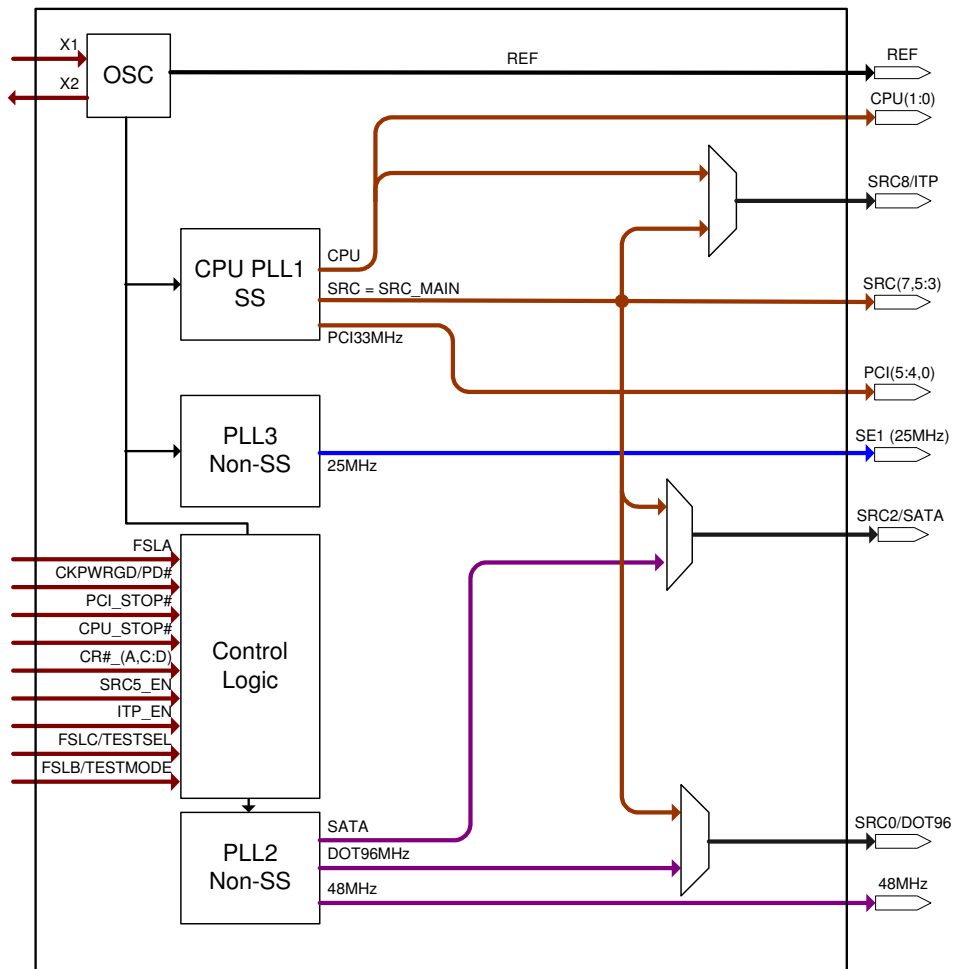 X1
OSC
X2
REF
REF
CPU(1:0)
SRC8/ITP
CPU PLL1
SS
CPU
SRC = SRC_MAIN
PCI33MHz
SRC(7,5:3)
PCI(5:4,0)
PLL3
Non-SS
25MHz
SE1 (25MHz)
SRC2/SATA
FSLA
CKPWRGD/PD#
PCI_STOP#
CPU_STOP#
CR#_(A,C:D)
SRC5_EN
ITP_EN
FSLC/TESTSEL
FSLB/TESTMODE
Control
Logic
PLL2
Non-SS
SATA
DOT96MHz
48MHz
SRC0/DOT96
48MHz